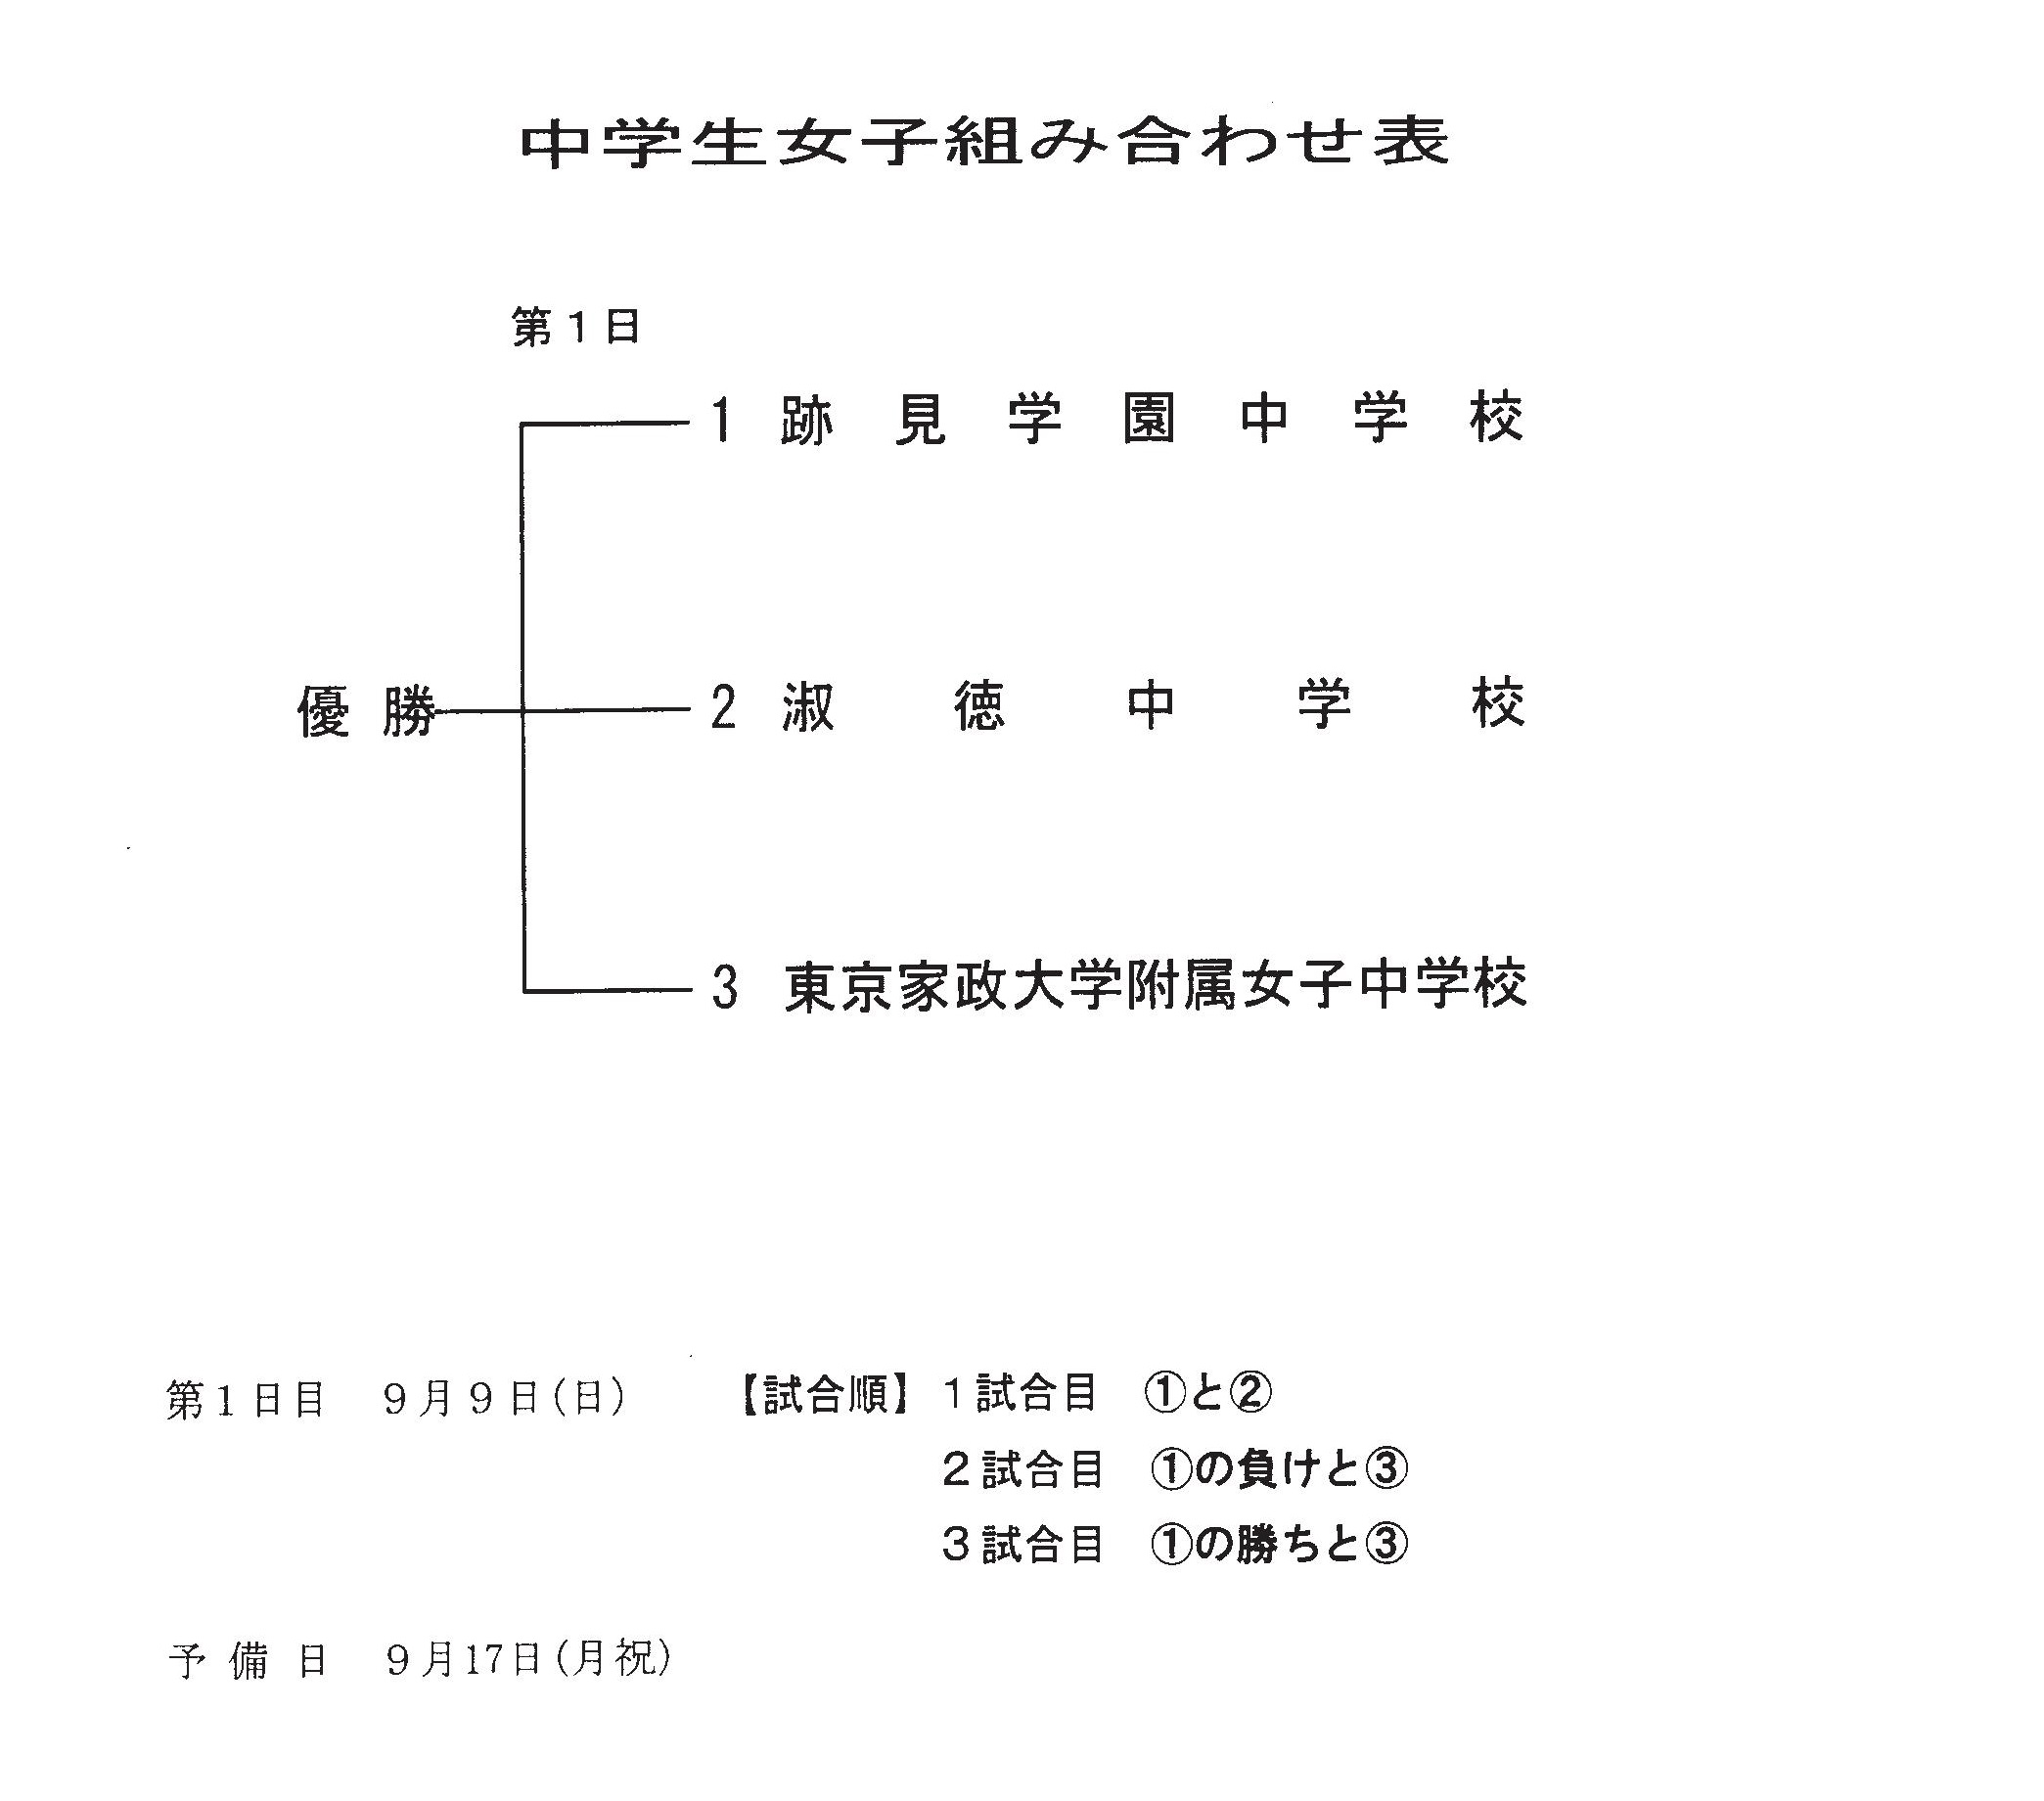 中学生女子組み合わせ表
第1日
1 跡見学園中学校
優勝 2 淑徳中学校
3 東京家政大学附属女子中学校
第1日目 9月9日(日) 【試合順】 1試合目 ①と②
2試合目 ①の負けと③
3試合目 ①の勝ちと③
予備日 9月17日(月祝)